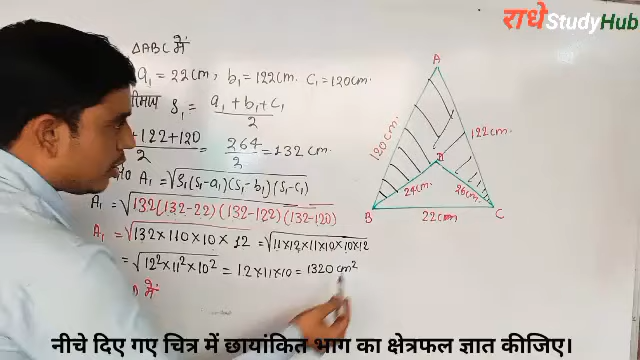 राधे StudyHub
ΔABC में
a₁ = 22cm, b₁ = 122cm. C₁ = 120cm.
S₁ = a₁ + b₁ + c₁ / 2
+122+120 / 2 = 264 / 2 = 132 cm.
A₁ = √S₁(S₁-a₁)(S₁-b₁)(S₁-C₁)
A₁ = √132(132-22)(132-122)(132-120)
A₁ = √132×110×10×12 = √11×12×11×10×10×12
= √12²×11²×10² = 12×11×10 = 1320 cm²
में
A
120 cm.
122cm.
D
24cm.
26cm.
B
22cm
C
नीचे दिए गए चित्र में छायांकित भाग का क्षेत्रफल ज्ञात कीजिए।